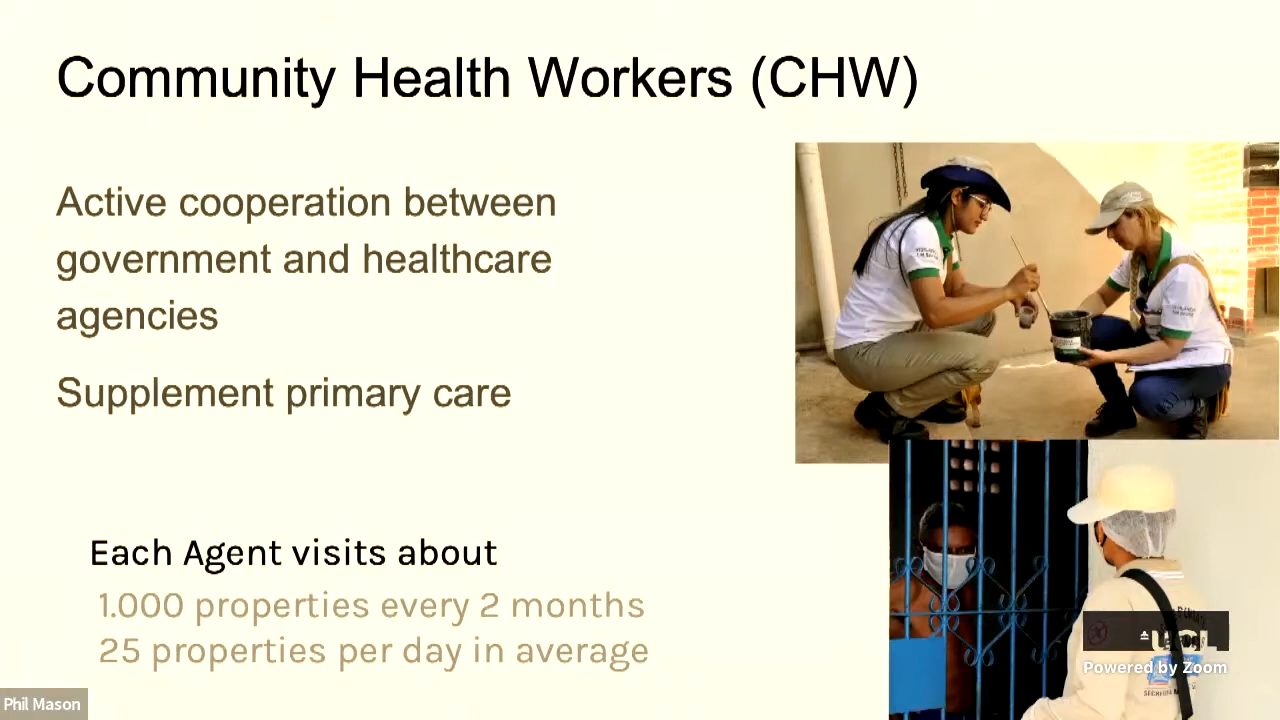 Community Health Workers (CHW)
Active cooperation between
government and healthcare
agencies
Supplement primary care
Each Agent visits about
1.000 properties every 2 months
25 properties per day in average
UCL
Powered by Zoom
Phil Mason